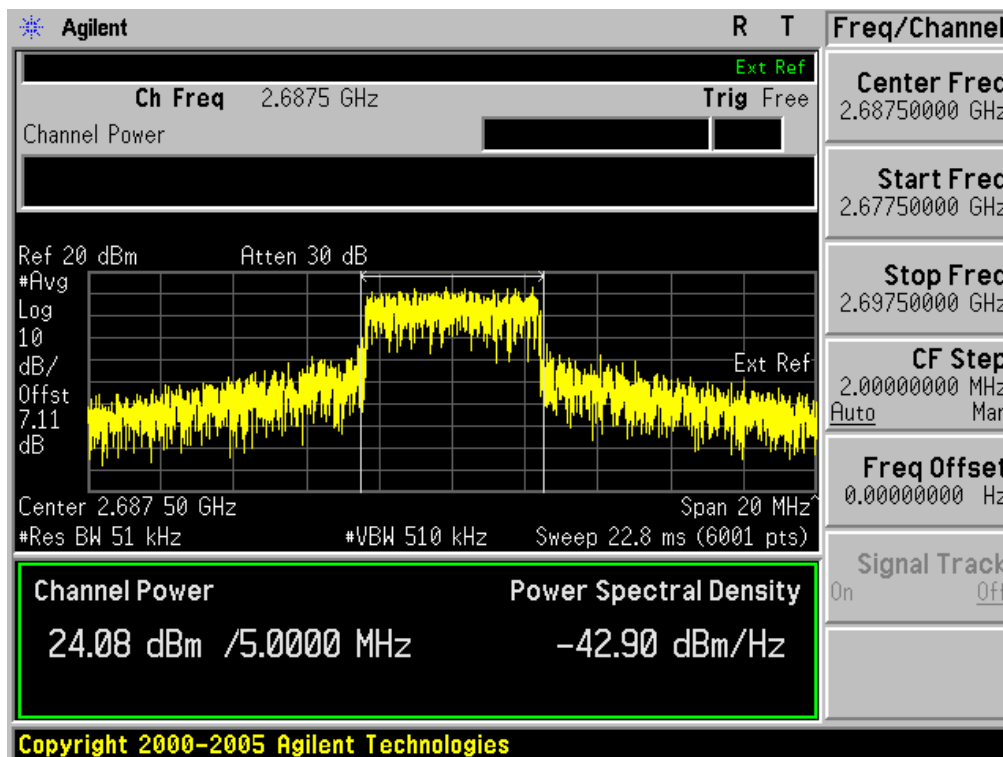 Agilent R T Freq/Channel
Ext Ref
Ch Freq 2.6875 GHz Trig Free
Channel Power
Center Freq
2.68750000 GHz
Start Freq
2.67750000 GHz
Stop Freq
2.69750000 GHz
CF Step
2.00000000 MHz
Auto Man
Freq Offset
0.00000000 Hz
Signal Track
On Off
Ref 20 dBm Atten 30 dB
#Avg
Log
10
dB/
Offst
7.11
dB
Ext Ref
Center 2.687 50 GHz Span 20 MHz^
#Res BW 51 kHz #VBW 510 kHz Sweep 22.8 ms (6001 pts)
Channel Power Power Spectral Density
24.08 dBm /5.0000 MHz -42.90 dBm/Hz
Copyright 2000-2005 Agilent Technologies